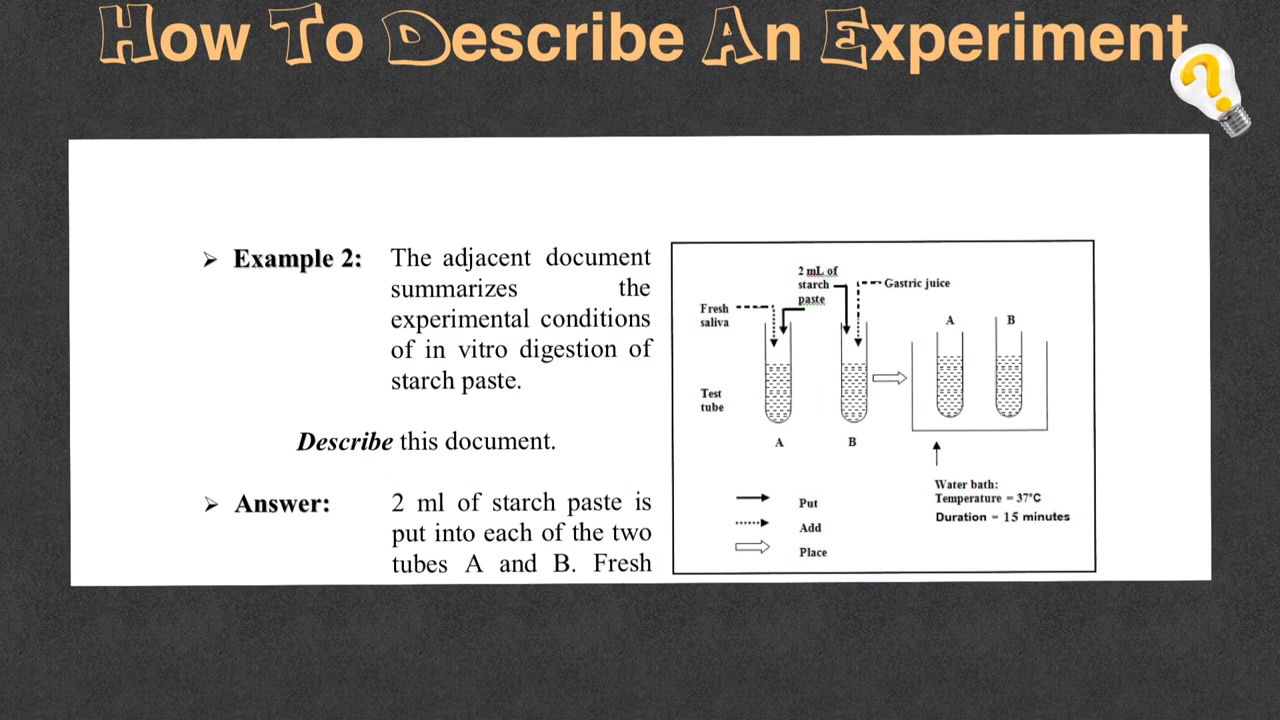 How To Describe An Experiment
➢ Example 2: The adjacent document
summarizes the
experimental conditions
of in vitro digestion of
starch paste.
Describe this document.
➢ Answer: 2 ml of starch paste is
put into each of the two
tubes A and B. Fresh
2 mL of
starch
paste
Gastric juice
Fresh
saliva
A B
Test
tube
A B
Water bath:
Temperature = 37°C
Duration = 15 minutes
Put
Add
Place